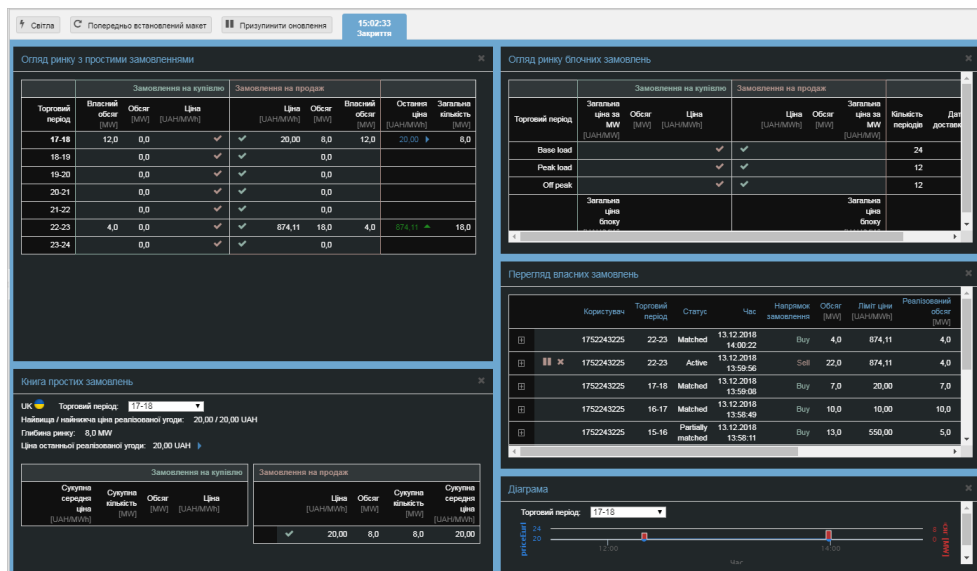 Світла Попередньо встановлений макет Призупинити оновлення 15:02:33
Закриття
Огляд ринку з простими замовленнями
Замовлення на купівлю Замовлення на продаж
Торговий період Власний обсяг [MW] Обсяг [MW] Ціна [UAH/MWh] Ціна [UAH/MWh] Обсяг [MW] Власний обсяг [MW] Остання ціна [UAH/MWh] Загальна кількість [MW]
17-18 12,0 0,0 20,00 8,0 12,0 20,00 8,0
18-19 0,0 0,0
19-20 0,0 0,0
20-21 0,0 0,0
21-22 0,0 0,0
22-23 4,0 0,0 874,11 18,0 4,0 874,11 18,0
23-24 0,0 0,0
Книга простих замовлень
UK Торговий період: 17-18
Найвища / найнижча ціна реалізованої угоди: 20,00 / 20,00 UAH
Глибина ринку: 8,0 MW
Ціна останньої реалізованої угоди: 20,00 UAH
Замовлення на купівлю Замовлення на продаж
Сукупна середня ціна [UAH/MWh] Сукупна кількість [MW] Обсяг [MW] Ціна [UAH/MWh] Ціна [UAH/MWh] Обсяг [MW] Сукупна кількість [MW] Сукупна середня ціна [UAH/MWh]
20,00 8,0 8,0 20,00
Огляд ринку блочних замовлень
Замовлення на купівлю Замовлення на продаж
Торговий період Загальна ціна за MW [UAH/MWh] Обсяг [MW] Ціна [UAH/MWh] Ціна [UAH/MWh] Обсяг [MW] Загальна ціна за MW [UAH/MWh] Кількість періодів
Base load 24
Peak load 12
Off peak 12
Загальна ціна блоку Загальна ціна блоку
Перегляд власних замовлень
Користувач Торговий період Статус Час Напрямок замовлення Обсяг [MW] Ліміт ціни [UAH/MWh] Реалізований обсяг [MW]
1752243225 22-23 Matched 13.12.2018 14:00:22 Buy 4,0 874,11 4,0
1752243225 22-23 Active 13.12.2018 13:59:56 Sell 22,0 874,11 4,0
1752243225 17-18 Matched 13.12.2018 13:59:08 Buy 7,0 20,00 7,0
1752243225 16-17 Matched 13.12.2018 13:58:49 Buy 10,0 10,00 10,0
1752243225 15-16 Partially matched 13.12.2018 13:58:11 Buy 13,0 550,00 5,0
Діаграма
Торговий період: 17-18
24
20
12:00 14:00
Час